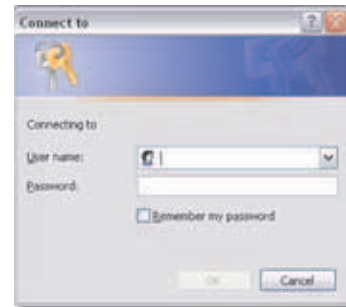 Connect to
Connecting to
User name:
Password:
Remember my password
OK Cancel